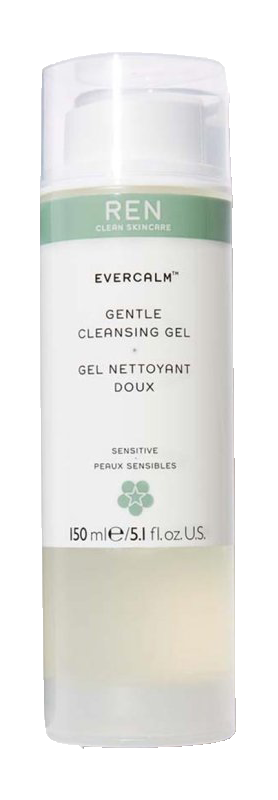 REN
CLEAN SKINCARE
EVERCALM™
GENTLE
CLEANSING GEL
·
GEL NETTOYANT
DOUX
SENSITIVE
·
PEAUX SENSIBLES
150 ml℮/5.1 fl.oz.U.S.